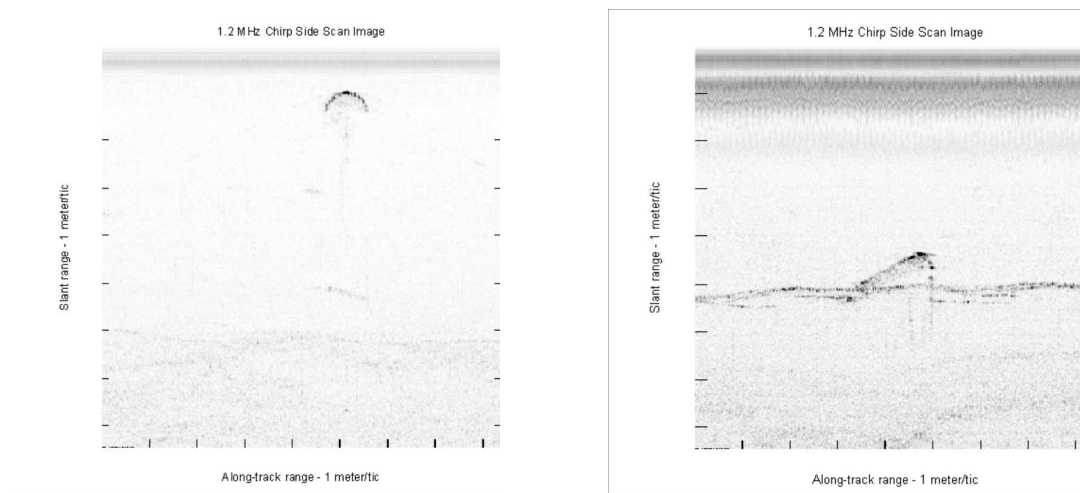 1.2 MHz Chirp Side Scan Image
Slant range - 1 meter/tic
Along-track range - 1 meter/tic
1.2 MHz Chirp Side Scan Image
Slant range - 1 meter/tic
Along-track range - 1 meter/tic